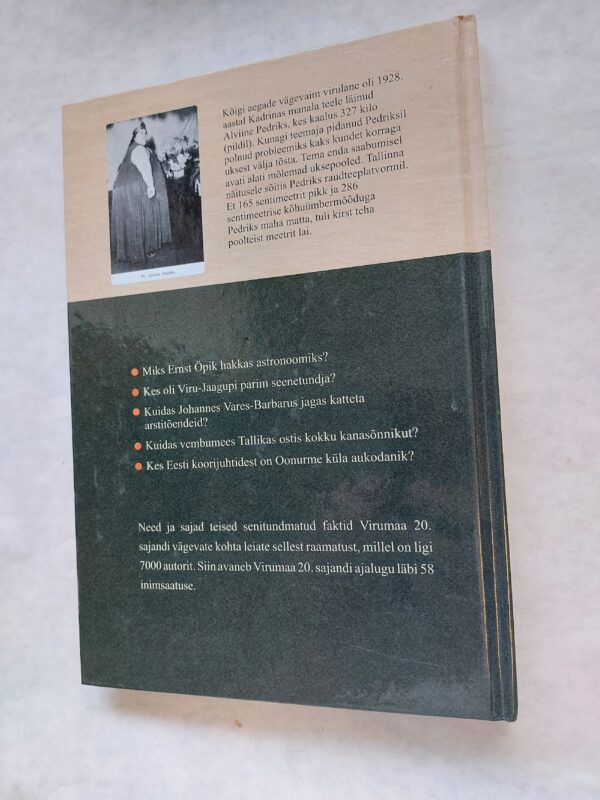 Kõigi aegade vägevaim virulane oli 1928.
aastal Kadrinas manala teele läinud
Alviine Pedriks, kes kaalus 327 kilo
(pildil). Kunagi teemaja pidanud Pedriksil
polnud probleemiks kaks kundet korraga
uksest välja tõsta. Tema enda saabumisel
avati alati mõlemad uksepooled. Tallinna
näitusele sõitis Pedriks raudteeplatvormil.
Et 165 sentimeetrit pikk ja 286
sentimeetrise kõhuümbermõõduga
Pedriks maha matta, tuli kirst teha
poolteist meetrit lai.
Pedriks
Miks Ernst Öpik hakkas astronoomiks?
Kes oli Viru-Jaagupi pariin seenetundja?
Kuidas Johannes Vares-Barbarus jagas katteta
arstitõendeid?
Kuidas vembumees Tallikas ostis kokku kanasõnnikut?
Kes Eesti koorijuhtidest on Oonurme küla aukodanik?
Need ja sajad teised senitundmatud faktid Virumaa 20.
sajandi vägevate kohta leiate sellest raamatust, millel on ligi
7000 autorit. Siin avaneb Virumaa 20. sajandi ajalugu läbi 58
inimsaatuse.